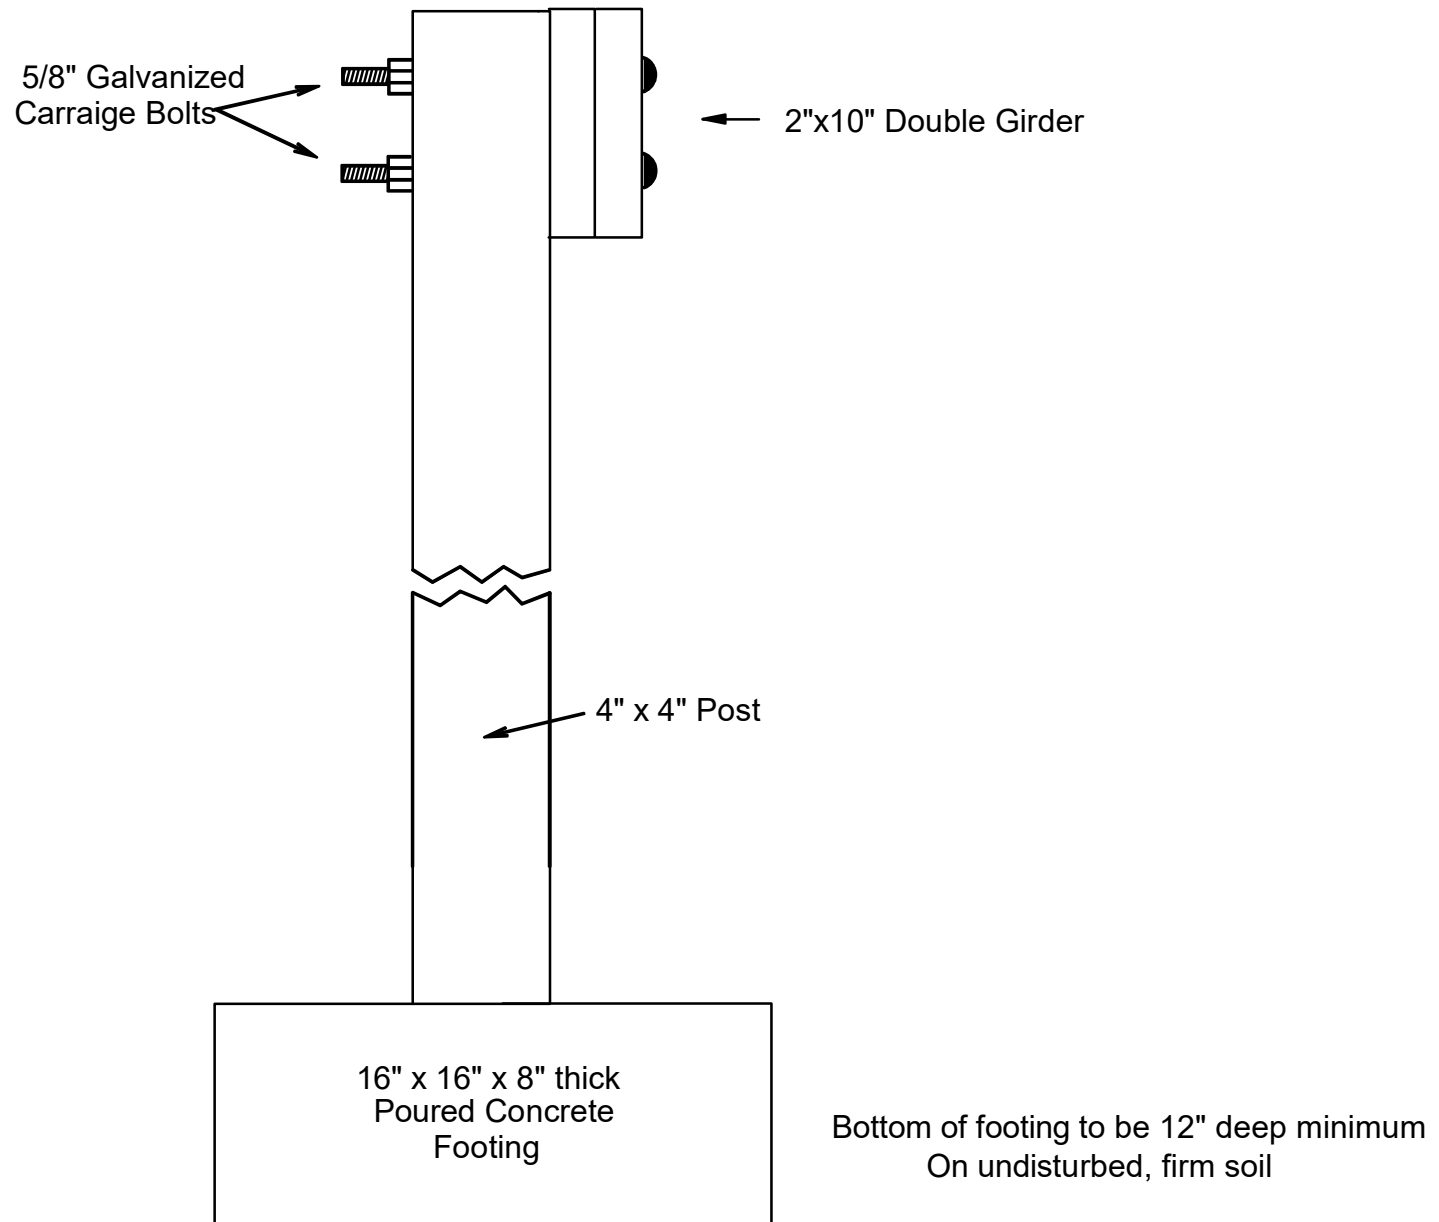 5/8" Galvanized
Carraige Bolts
2"x10" Double Girder
4" x 4" Post
16" x 16" x 8" thick
Poured Concrete
Footing
Bottom of footing to be 12" deep minimum
On undisturbed, firm soil